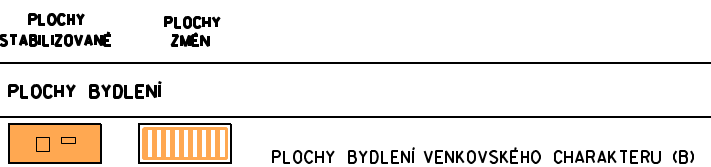 PLOCHY
STABILIZOVANÉ
PLOCHY
ZMĚN
PLOCHY BYDLENÍ
PLOCHY BYDLENÍ VENKOVSKÉHO CHARAKTERU (B)